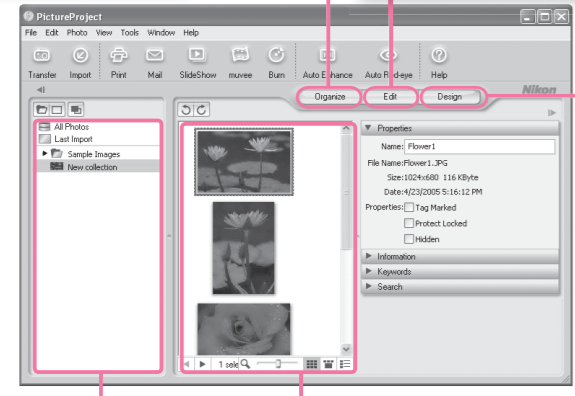 PictureProject
File Edit Photo View Tools Window Help
Transfer Import Print Mail SlideShow muvee Burn Auto Enhance Auto Red-eye Help
Organize Edit Design
Nikon
All Photos
Last Import
Sample Images
New collection
Properties
Name: Flower1
File Name:Flower1.JPG
Size:1024x680 116 KByte
Date:4/23/2005 5:16:12 PM
Properties: Tag Marked
Protect Locked
Hidden
Information
Keywords
Search
1 sele